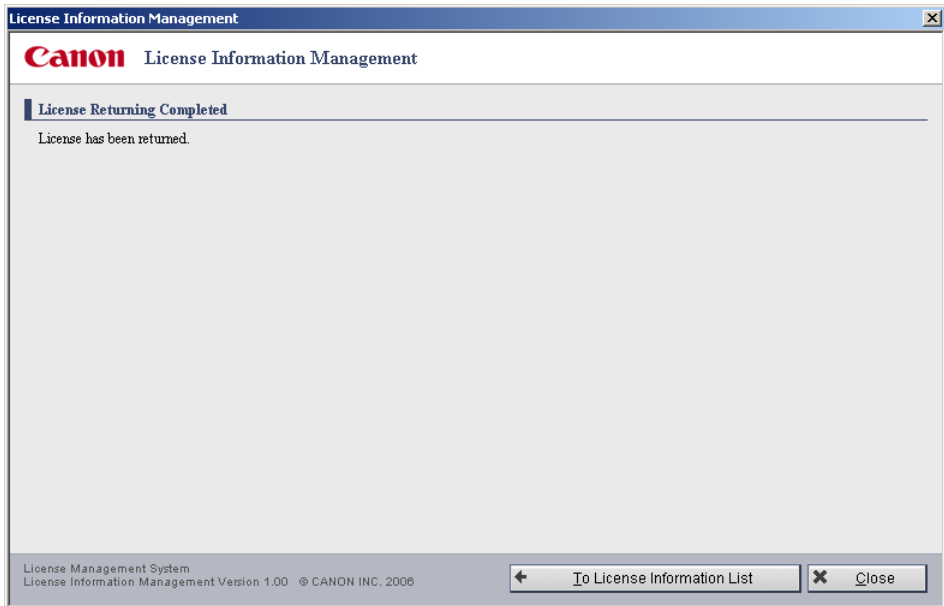 License Information Management
Canon License Information Management
License Returning Completed
License has been returned.
License Management System
License Information Management Version 1.00 © CANON INC. 2006
To License Information List
Close